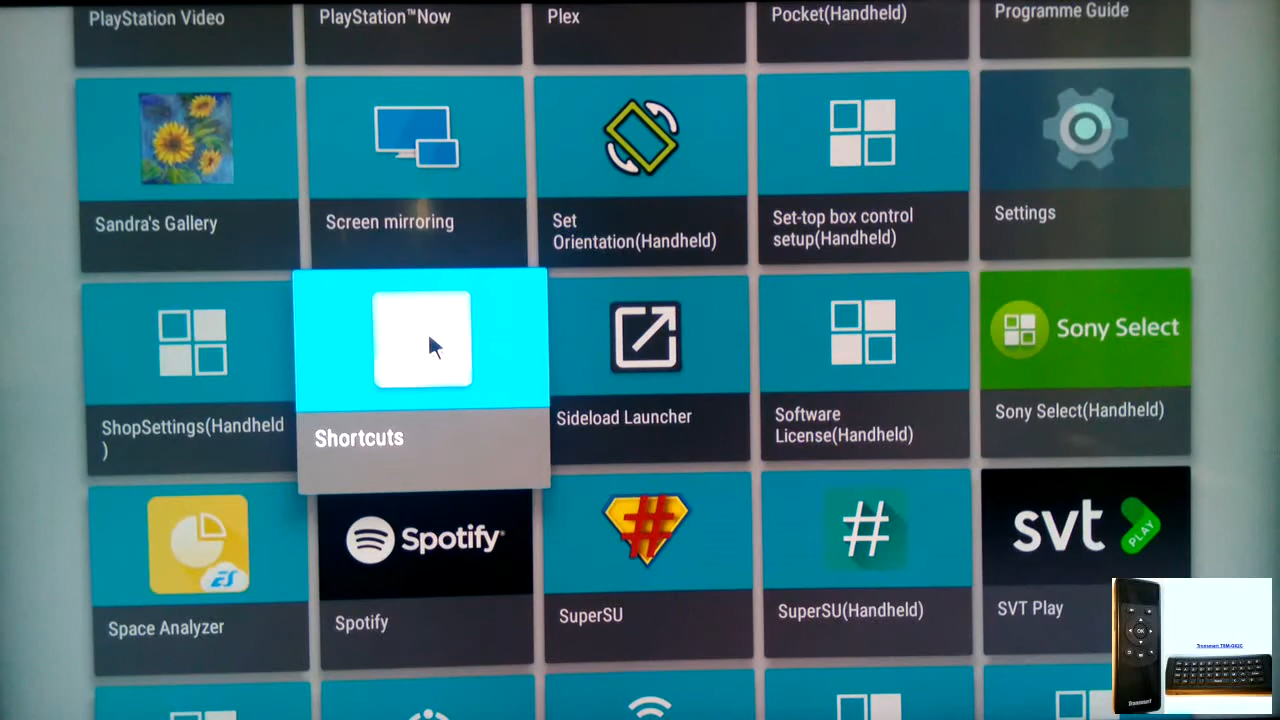 PlayStation Video
PlayStation™Now
Plex
Pocket(Handheld)
Programme Guide
Sandra's Gallery
Screen mirroring
Set
Orientation(Handheld)
Set-top box control
setup(Handheld)
Settings
ShopSettings(Handheld
)
Shortcuts
Sideload Launcher
Software
License(Handheld)
Sony Select
Sony Select(Handheld)
ES
Space Analyzer
Spotify
Spotify
#
SuperSU
#
SuperSU(Handheld)
svt
PLAY
SVT Play
OK
Tronsmart